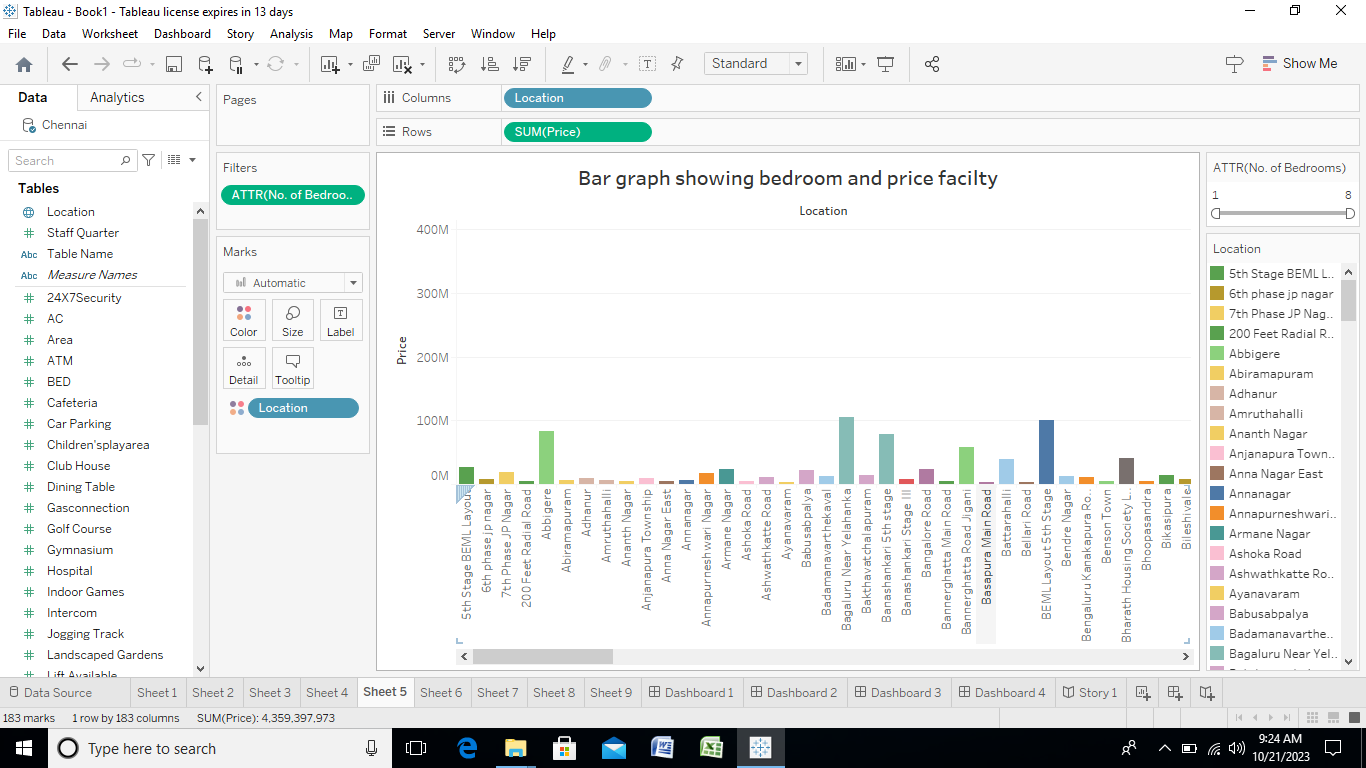 Tableau - Book1 - Tableau license expires in 13 days
File Data Worksheet Dashboard Story Analysis Map Format Server Window Help
Standard
Show Me
Data Analytics
Chennai
Search
Tables
Location
Staff Quarter
Abc Table Name
Abc Measure Names
24X7Security
AC
Area
ATM
BED
Cafeteria
Car Parking
Children'splayarea
Club House
Dining Table
Gasconnection
Golf Course
Gymnasium
Hospital
Indoor Games
Intercom
Jogging Track
Landscaped Gardens
Lift Available
Pages
Filters
ATTR(No. of Bedroo..
Marks
Automatic
Color Size Label
Detail Tooltip
Location
Columns Location
Rows SUM(Price)
Bar graph showing bedroom and price facilty
Location
Price
400M
300M
200M
100M
0M
5th Stage BEML Layout
6th phase jp nagar
7th Phase JP Nagar
200 Feet Radial Road
Abbigere
Abiramapuram
Adhanur
Amruthahalli
Ananth Nagar
Anjanapura Township
Anna Nagar East
Annanagar
Annapurneshwari Nagar
Armane Nagar
Ashoka Road
Ashwathkatte Road
Ayanavaram
Babusabpalya
Badamanavarthekaval
Bagaluru Near Yelahanka
Bakthavatchalapuram
Banashankari 5th stage
Banashankari Stage III
Bangalore Road
Bannerghatta Main Road
Bannerghatta Road Jigani
Basapura Main Road
Battarahalli
Bellari Road
BEML Layout 5th Stage
Bendre Nagar
Bengaluru Kanakapura Ro..
Benson Town
Bharath Housing Society L..
Bhoopasandra
Bikasipura
Bileshivale
ATTR(No. of Bedrooms)
1 8
Location
5th Stage BEML L..
6th phase jp nagar
7th Phase JP Nag..
200 Feet Radial R..
Abbigere
Abiramapuram
Adhanur
Amruthahalli
Ananth Nagar
Anjanapura Town..
Anna Nagar East
Annanagar
Annapurneshwari..
Armane Nagar
Ashoka Road
Ashwathkatte Ro..
Ayanavaram
Babusabpalya
Badamanavarthe..
Bagaluru Near Yel..
Data Source Sheet 1 Sheet 2 Sheet 3 Sheet 4 Sheet 5 Sheet 6 Sheet 7 Sheet 8 Sheet 9 Dashboard 1 Dashboard 2 Dashboard 3 Dashboard 4 Story 1
183 marks 1 row by 183 columns SUM(Price): 4,359,397,973
Type here to search
9:24 AM
10/21/2023